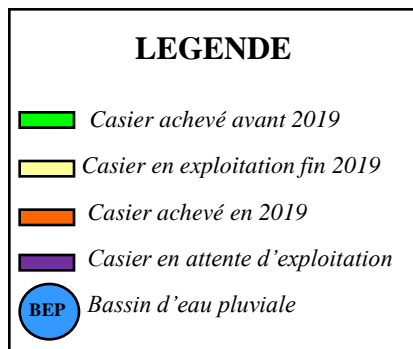 LEGENDE
Casier achevé avant 2019
Casier en exploitation fin 2019
Casier achevé en 2019
Casier en attente d'exploitation
BEP Bassin d'eau pluviale